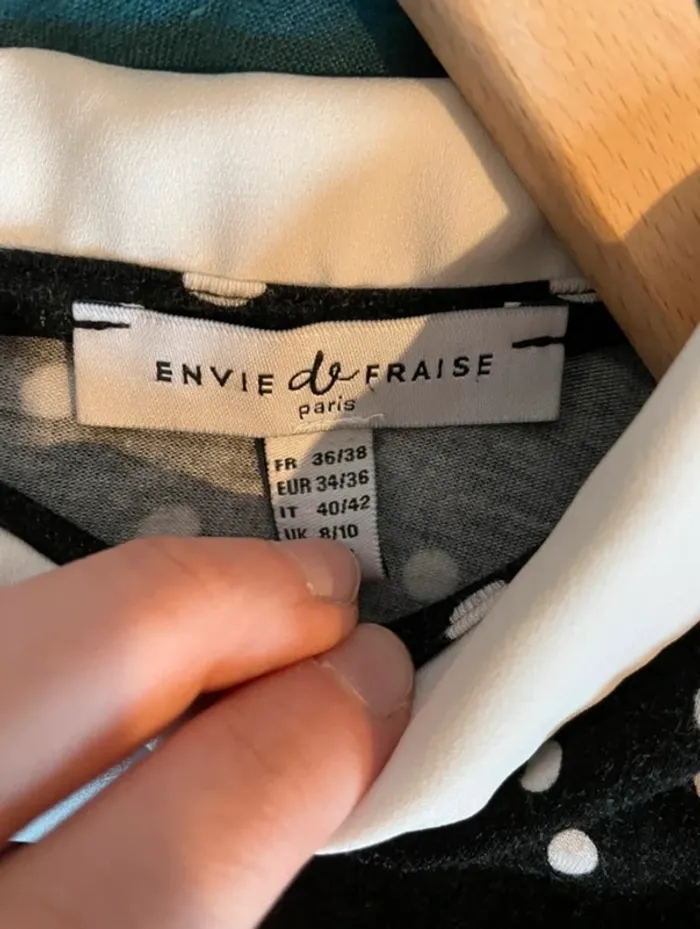 ENVIE de FRAISE
paris
FR 36/38
EUR 34/36
IT 40/42
UK 8/10